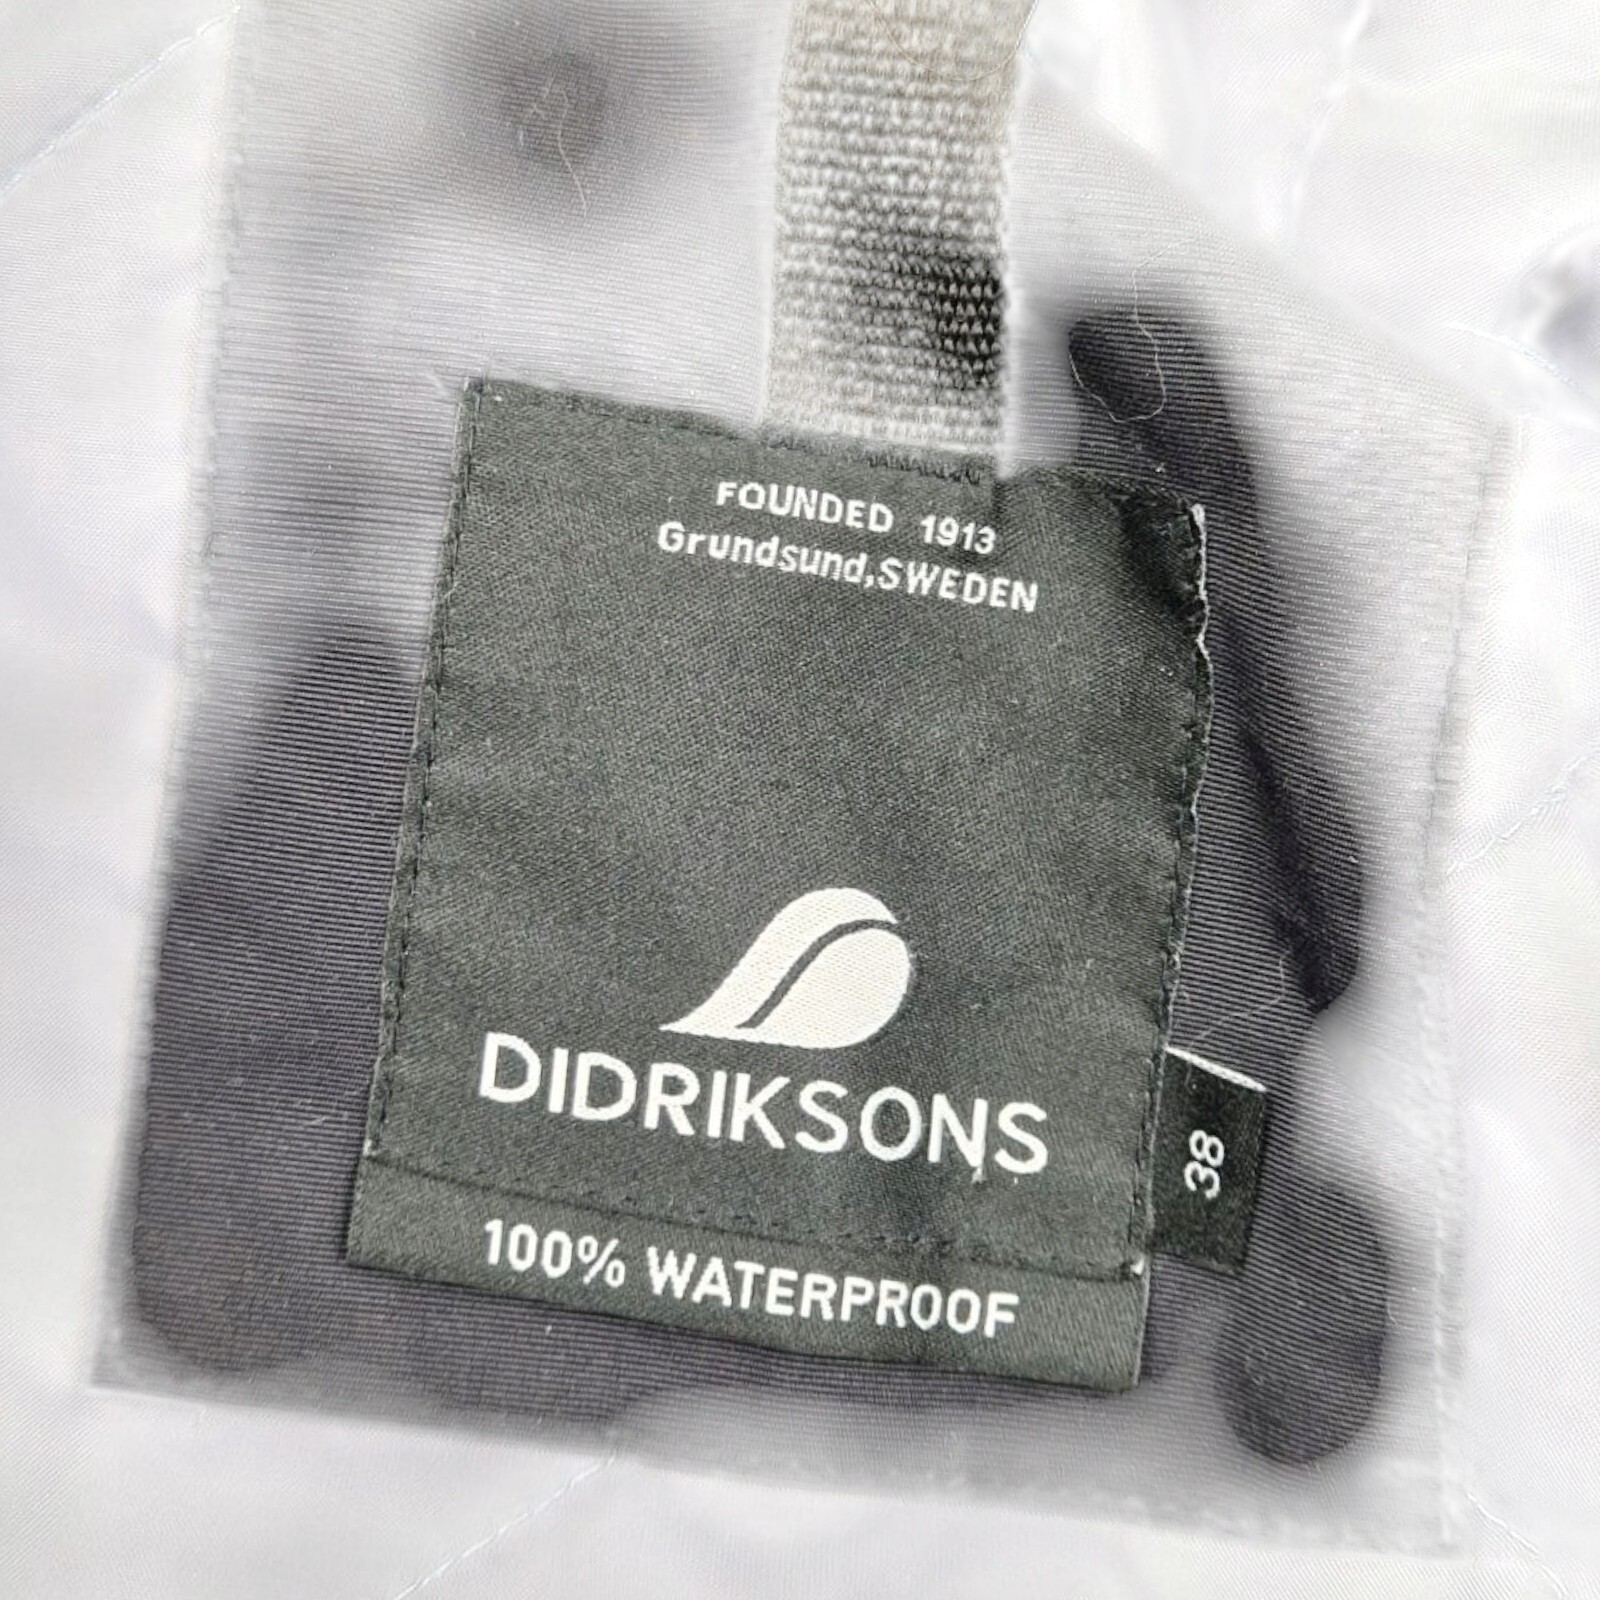 FOUNDED 1913
Grundsund,SWEDEN
DIDRIKSONS
38
100% WATERPROOF